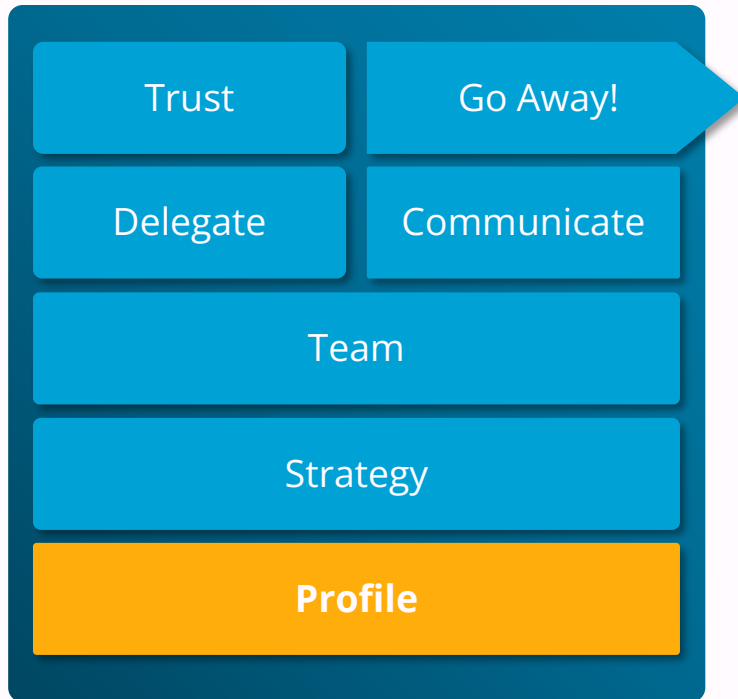 Trust
Go Away!
Delegate
Communicate
Team
Strategy
Profile